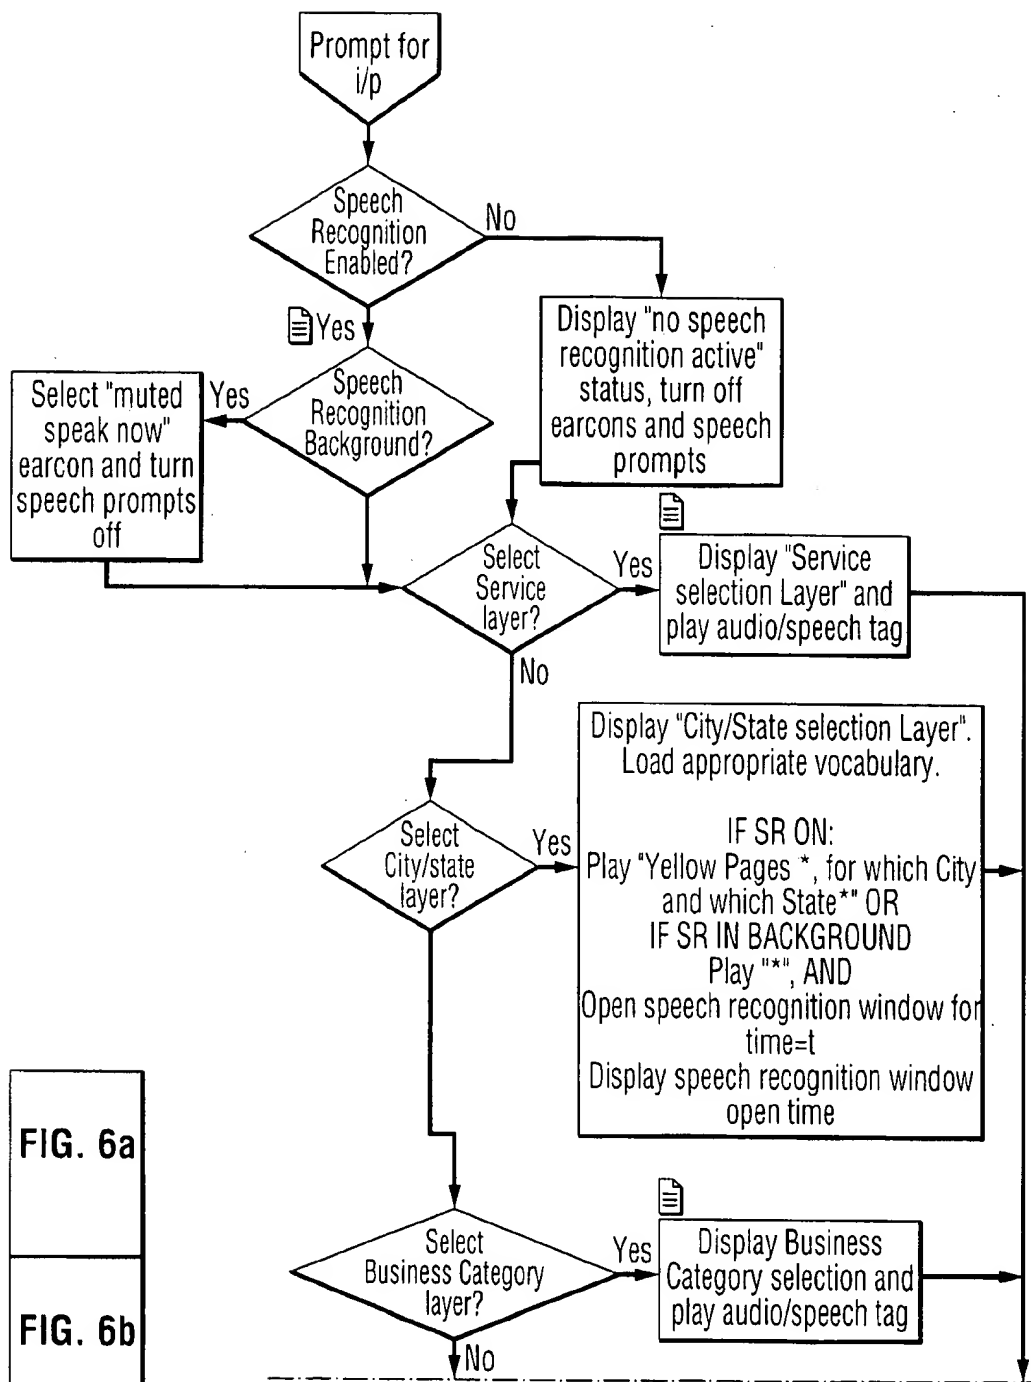 Prompt for
i/p
Speech
Recognition
Enabled?
No
Yes
Display "no speech
recognition active"
status, turn off
earcons and speech
prompts
Speech
Recognition
Background?
Yes
Select "muted
speak now"
earcon and turn
speech prompts
off
Select
Service
layer?
Yes
Display "Service
selection Layer" and
play audio/speech tag
No
Select
City/state
layer?
Yes
Display "City/State selection Layer".
Load appropriate vocabulary.
IF SR ON:
Play "Yellow Pages *, for which City
and which State*" OR
IF SR IN BACKGROUND
Play "*", AND
Open speech recognition window for
time=t
Display speech recognition window
open time
Select
Business Category
layer?
Yes
Display Business
Category selection and
play audio/speech tag
No
FIG. 6a
FIG. 6b